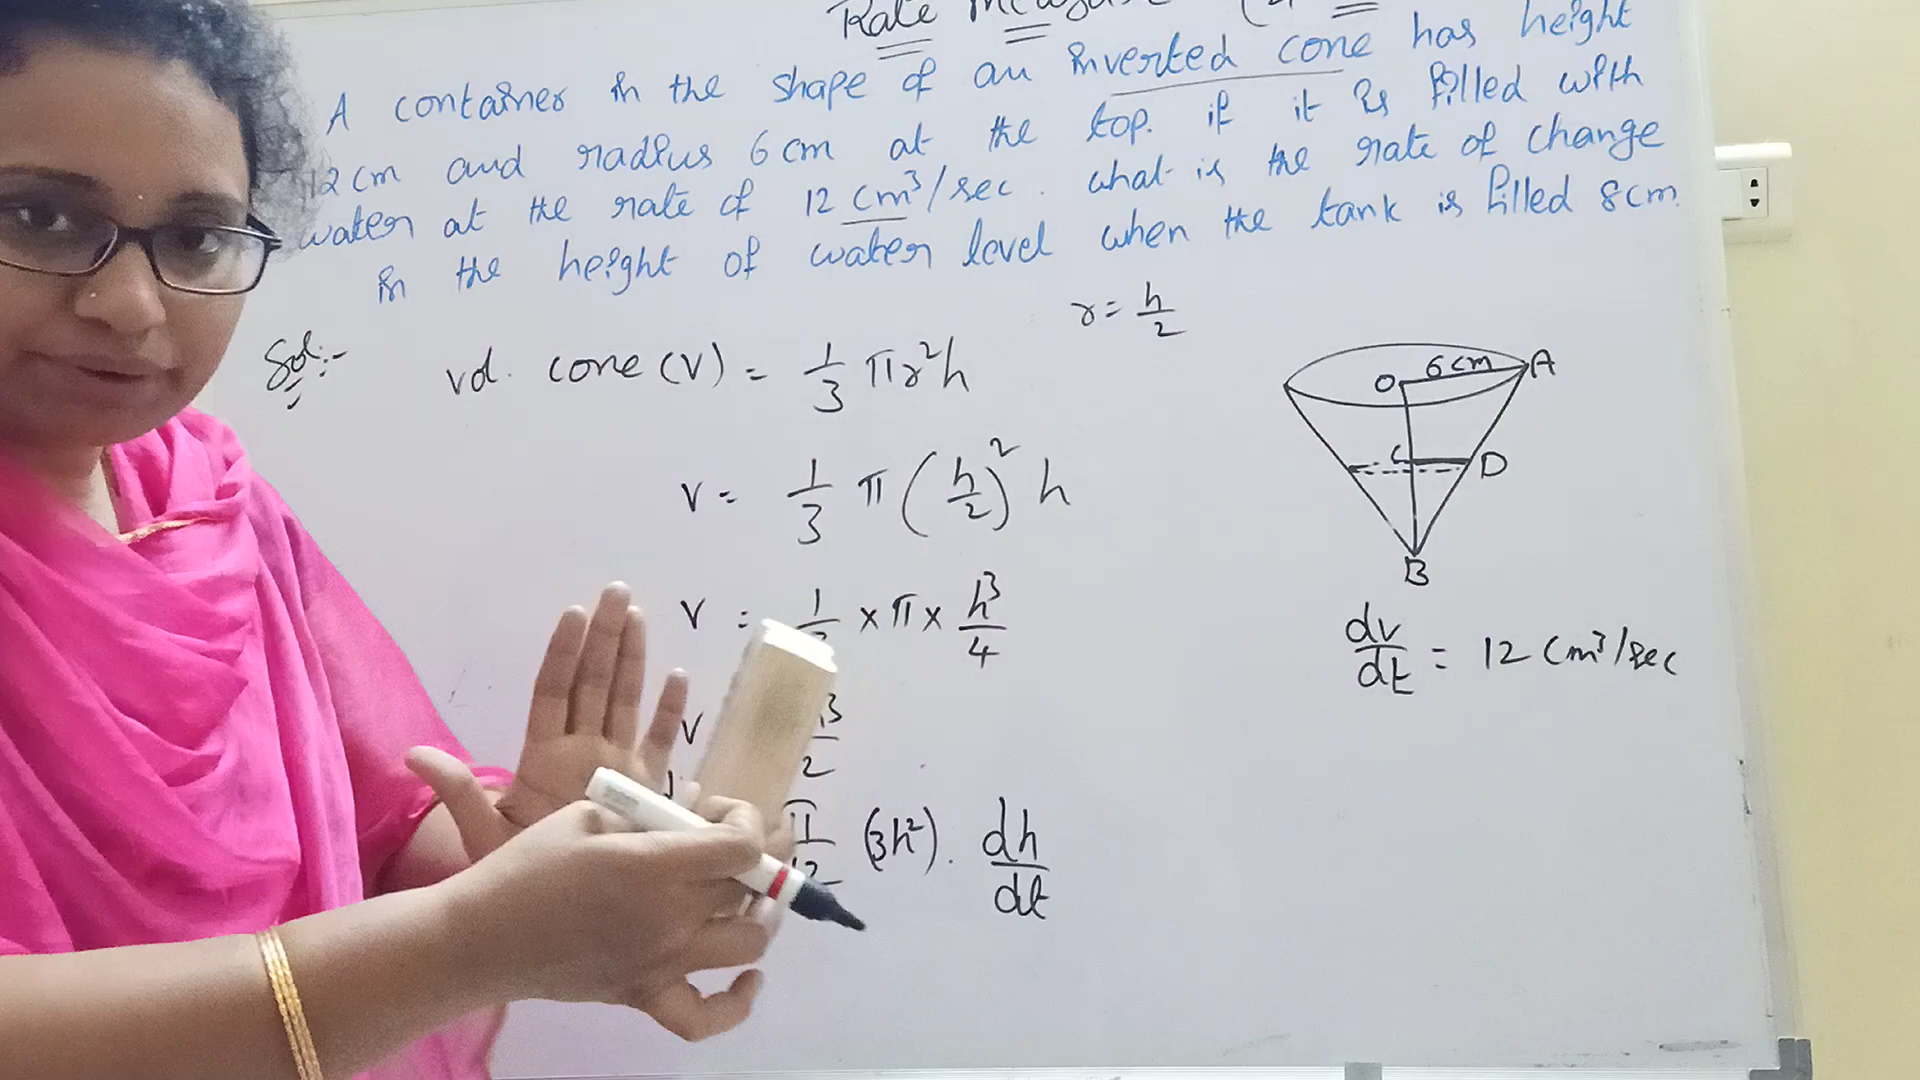 Rate
A container in the shape of an inverted cone has height
12 cm and radius 6 cm at the top. if it is filled with
water at the rate of 12 cm³/sec. what is the rate of change
in the height of water level when the tank is filled 8cm.
r = h/2
Sol:-
vol. cone (V) = 1/3 πr²h
6 cm
O
A
C
D
B
V = 1/3 π (h/2)² h
V = 1/ × π × h³/4
V 3/2
π/12 (3h²). dh/dt
dv/dt = 12 cm³/sec